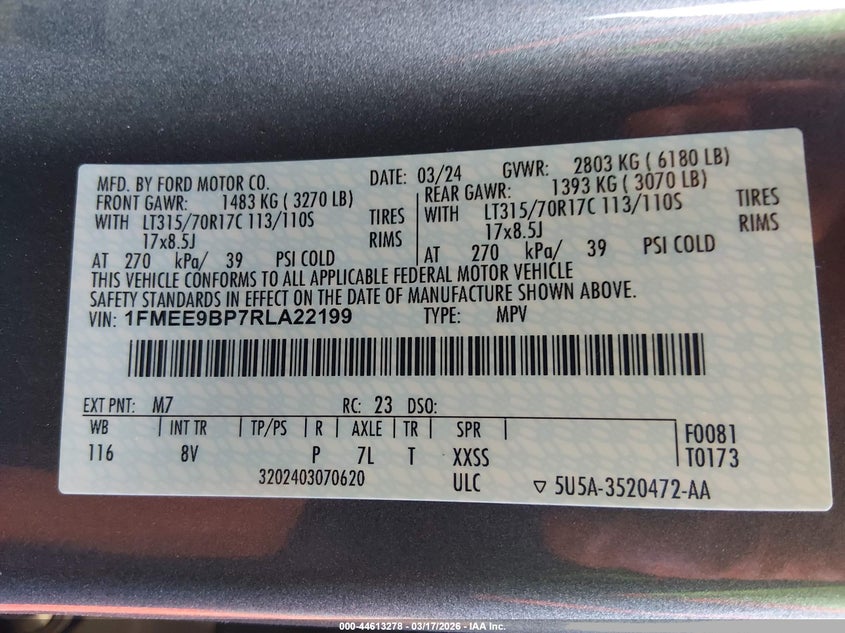 MFD. BY FORD MOTOR CO. DATE: 03/24 GVWR: 2803 KG ( 6180 LB)
FRONT GAWR: 1483 KG ( 3270 LB) REAR GAWR: 1393 KG ( 3070 LB)
WITH LT315/70R17C 113/110S TIRES WITH LT315/70R17C 113/110S TIRES
17x8.5J RIMS 17x8.5J RIMS
AT 270 kPa/ 39 PSI COLD AT 270 kPa/ 39 PSI COLD
THIS VEHICLE CONFORMS TO ALL APPLICABLE FEDERAL MOTOR VEHICLE
SAFETY STANDARDS IN EFFECT ON THE DATE OF MANUFACTURE SHOWN ABOVE.
VIN: 1FMEE9BP7RLA22199 TYPE: MPV
EXT PNT: M7 RC: 23 DSO:
WB | INT TR | TP/PS | R | AXLE | TR | SPR | F0081
116 8V P 7L T XXSS T0173
3202403070620 ULC ▽ 5U5A-3520472-AA
000-44613278 - 03/17/2026 - IAA Inc.